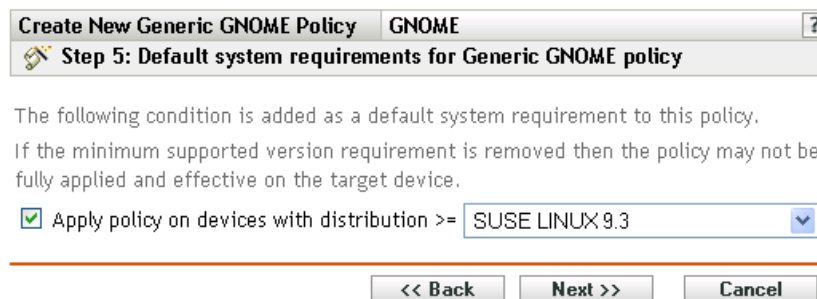 Create New Generic GNOME Policy GNOME ?
Step 5: Default system requirements for Generic GNOME policy
The following condition is added as a default system requirement to this policy.
If the minimum supported version requirement is removed then the policy may not be
fully applied and effective on the target device.
Apply policy on devices with distribution >= SUSE LINUX 9.3
<< Back Next >> Cancel